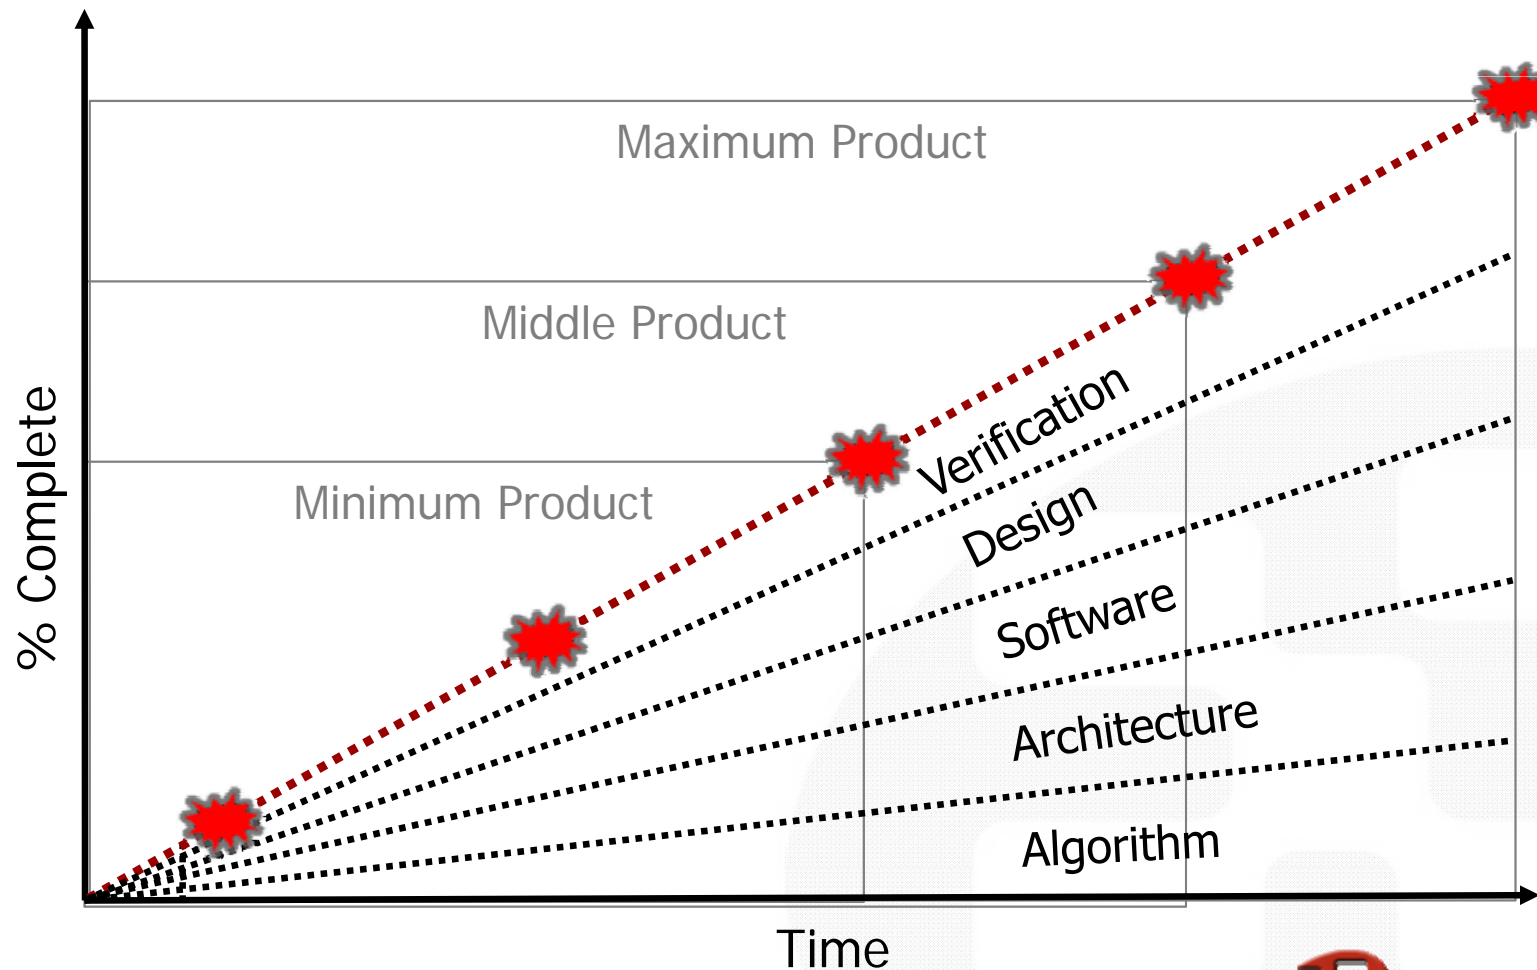 Maximum Product
Middle Product
Minimum Product
% Complete
Verification
Design
Software
Architecture
Algorithm
Time